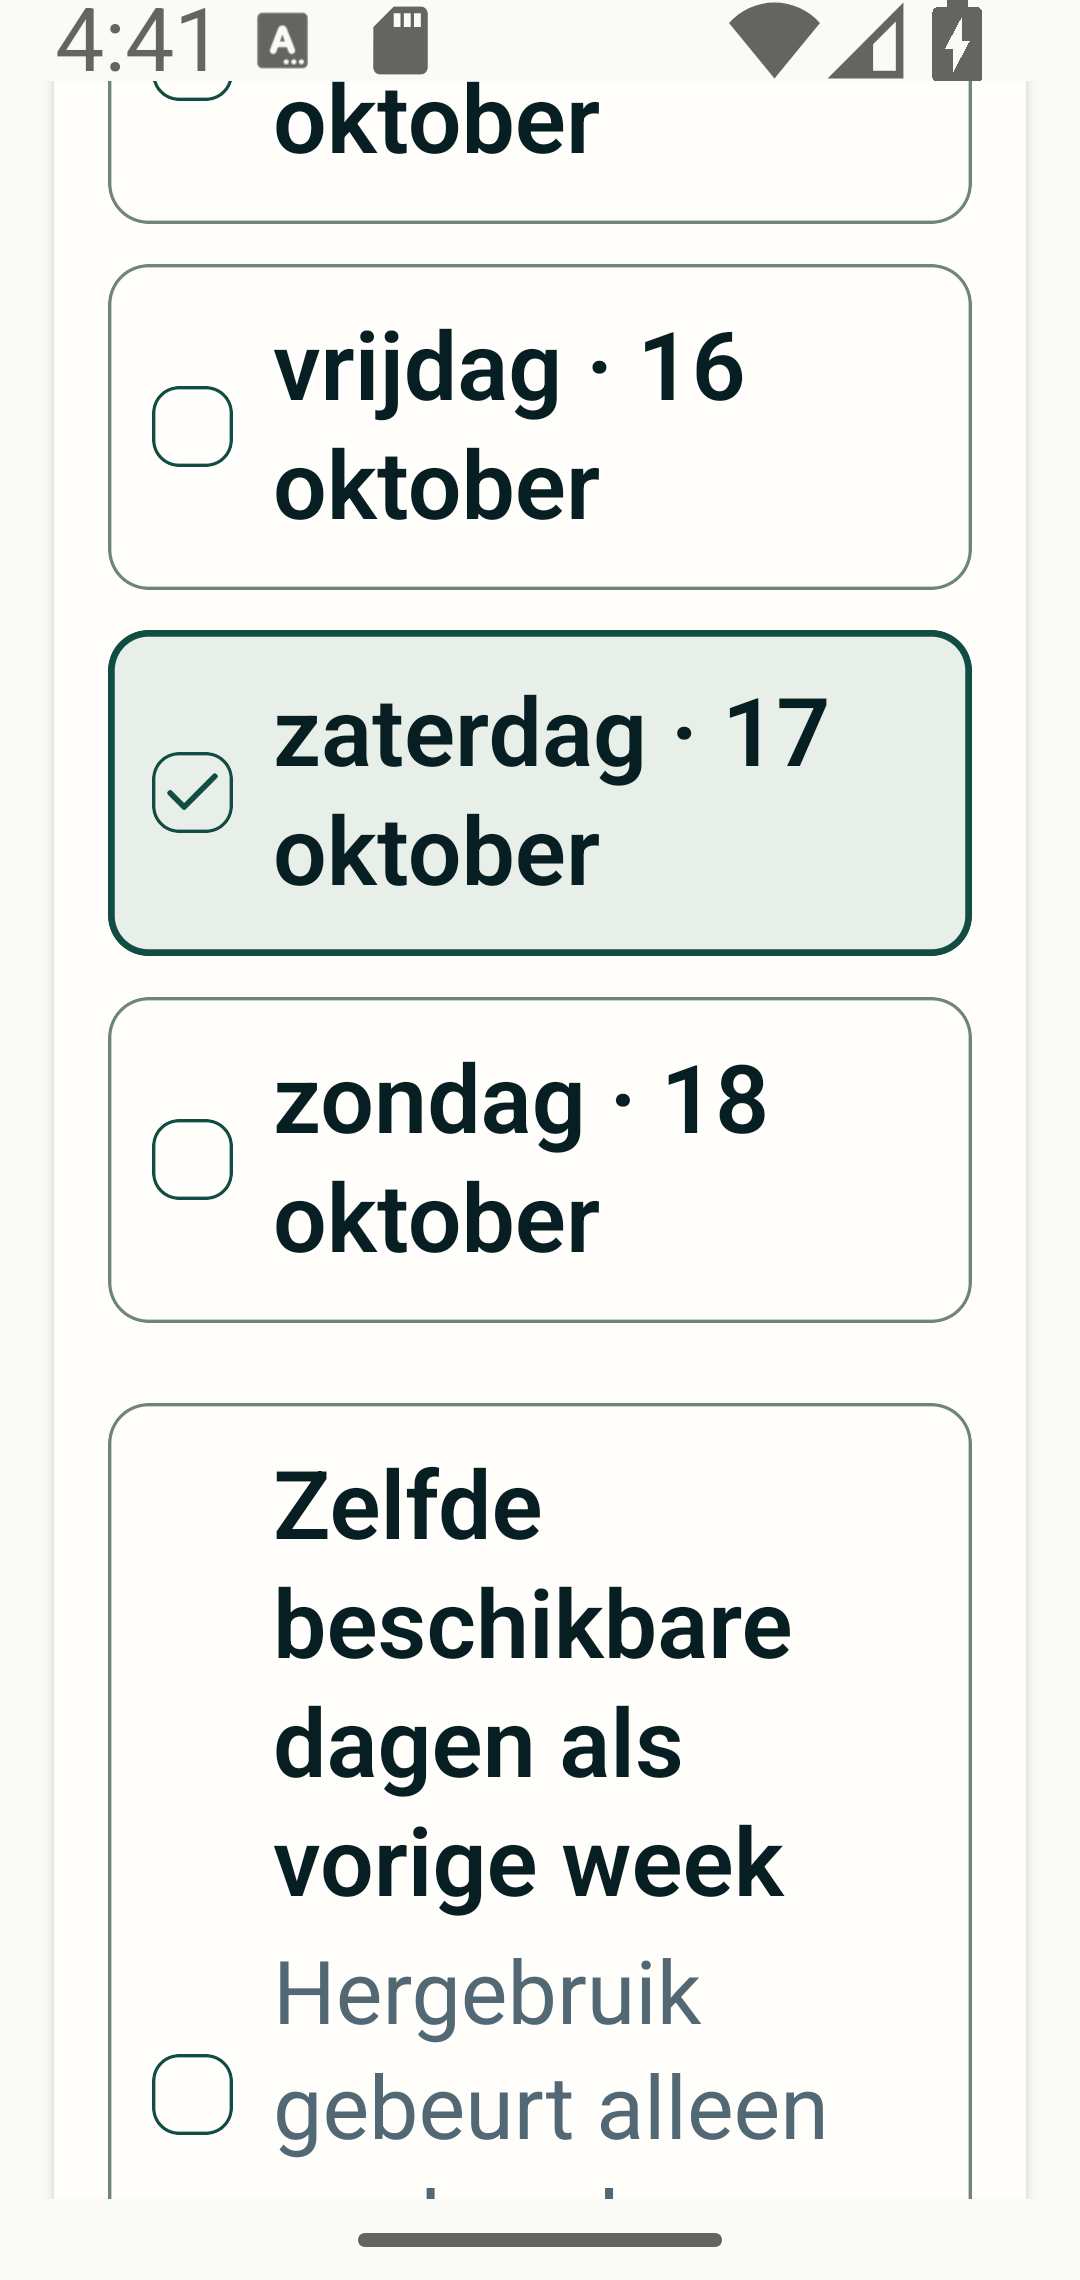 4:41
oktober
vrijdag · 16
oktober
zaterdag · 17
oktober
zondag · 18
oktober
Zelfde
beschikbare
dagen als
vorige week
Hergebruik
gebeurt alleen